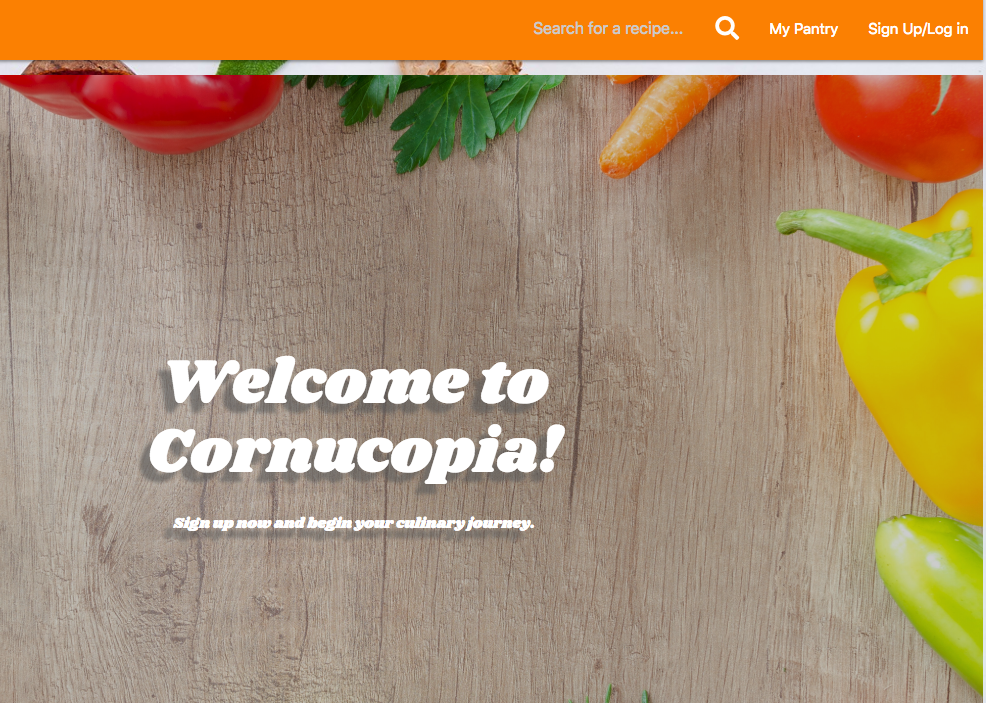 Search for a recipe...
My Pantry
Sign Up/Log in
Welcome to
Cornucopia!
Sign up now and begin your culinary journey.